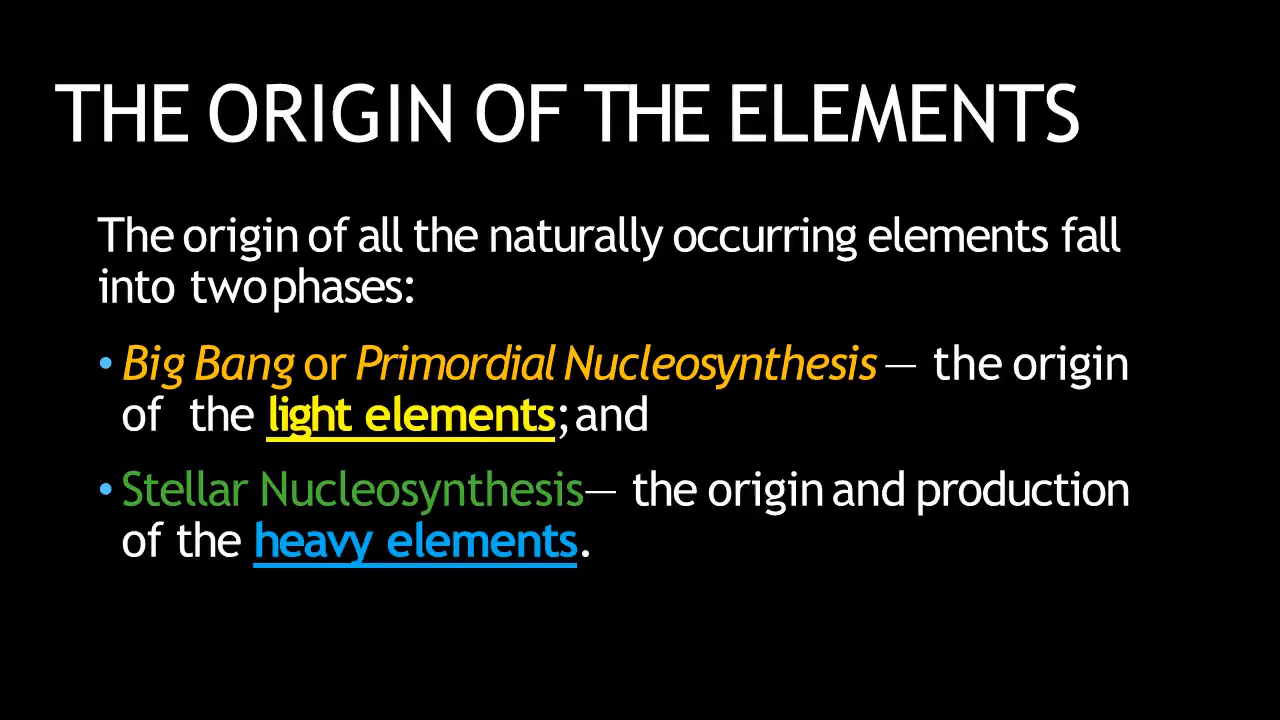 THE ORIGIN OF THE ELEMENTS
The origin of all the naturally occurring elements fall
into two phases:
• Big Bang or Primordial Nucleosynthesis — the origin
of the light elements; and
• Stellar Nucleosynthesis— the origin and production
of the heavy elements.